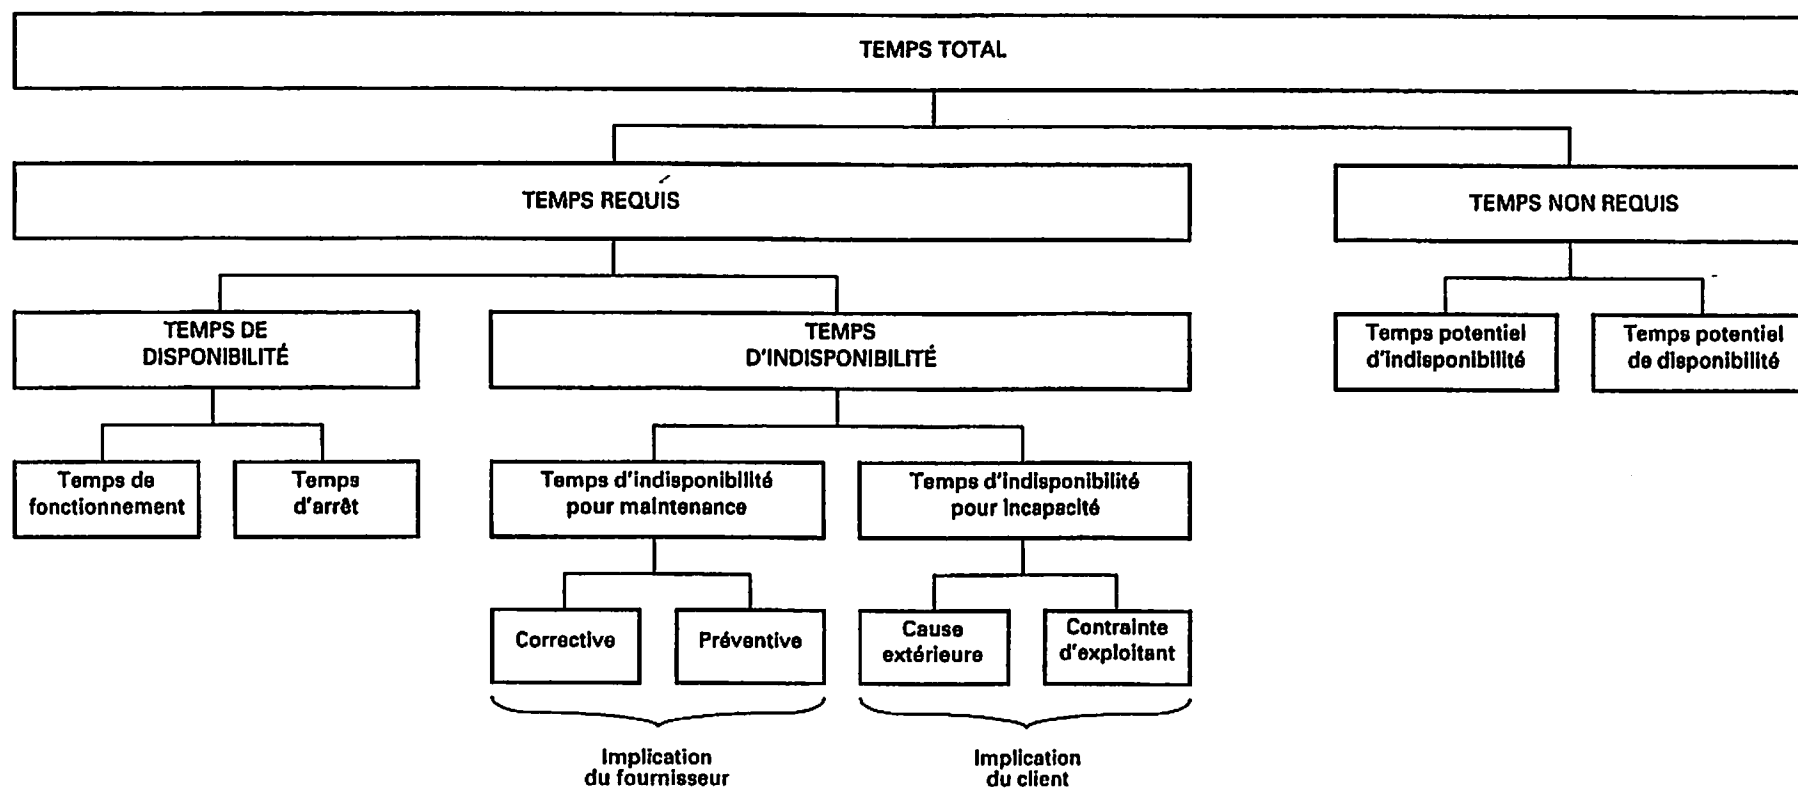 TEMPS TOTAL
TEMPS REQUIS
TEMPS NON REQUIS
TEMPS DE
DISPONIBILITÉ
TEMPS
D'INDISPONIBILITÉ
Temps potentiel
d'indisponibilité
Temps potentiel
de disponibilité
Temps de
fonctionnement
Temps
d'arrêt
Temps d'indisponibilité
pour maintenance
Temps d'indisponibilité
pour incapacité
Corrective
Préventive
Cause
extérieure
Contrainte
d'exploitant
Implication
du fournisseur
Implication
du client